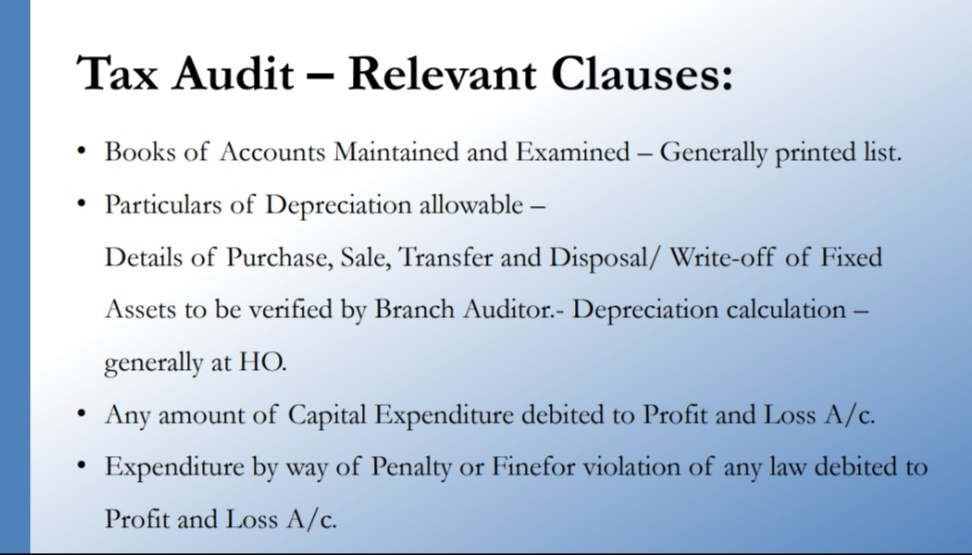 Tax Audit – Relevant Clauses:
• Books of Accounts Maintained and Examined – Generally printed list.
• Particulars of Depreciation allowable –
Details of Purchase, Sale, Transfer and Disposal/ Write-off of Fixed
Assets to be verified by Branch Auditor.- Depreciation calculation –
generally at HO.
• Any amount of Capital Expenditure debited to Profit and Loss A/c.
• Expenditure by way of Penalty or Finefor violation of any law debited to
Profit and Loss A/c.